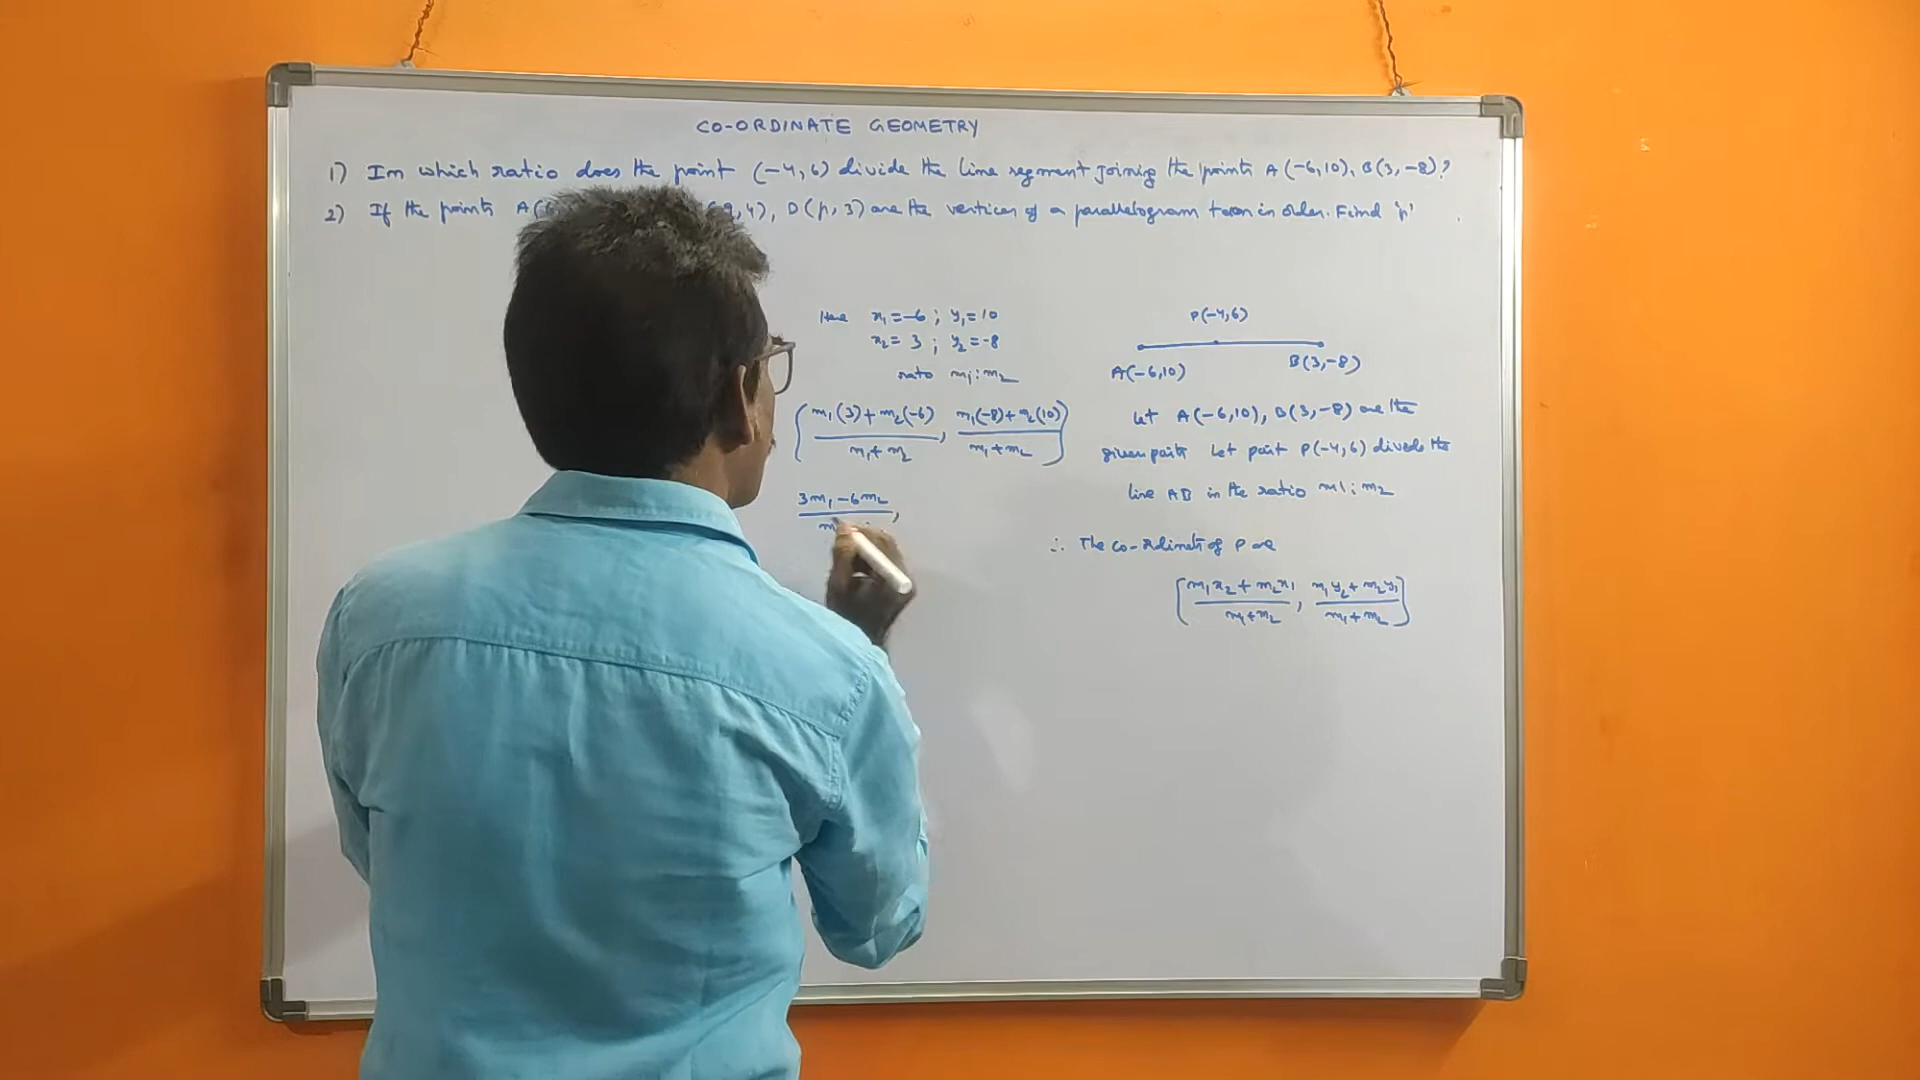 CO-ORDINATE GEOMETRY
1) In which ratio does the point (-4,6) divide the line segment joining the points A(-6,10), B(3,-8)?
2) If the points A(6 9,4), D(p,3) are the vertices of a parallelogram taken in order. Find 'p'
Here x₁=-6 ; y₁=10
x₂= 3 ; y₂=-8
ratio m₁:m₂
(m₁(3)+m₂(-6)/m₁+m₂, m₁(-8)+m₂(10)/m₁+m₂)
3m₁-6m₂/m ,
P(-4,6)
A(-6,10) B(3,-8)
Let A(-6,10), B(3,-8) are the
given points Let point P(-4,6) divides the
line AB in the ratio m1:m2
∴ The co-ordinates of P are
(m₁x₂+m₂x₁/m₁+m₂, m₁y₂+m₂y₁/m₁+m₂)